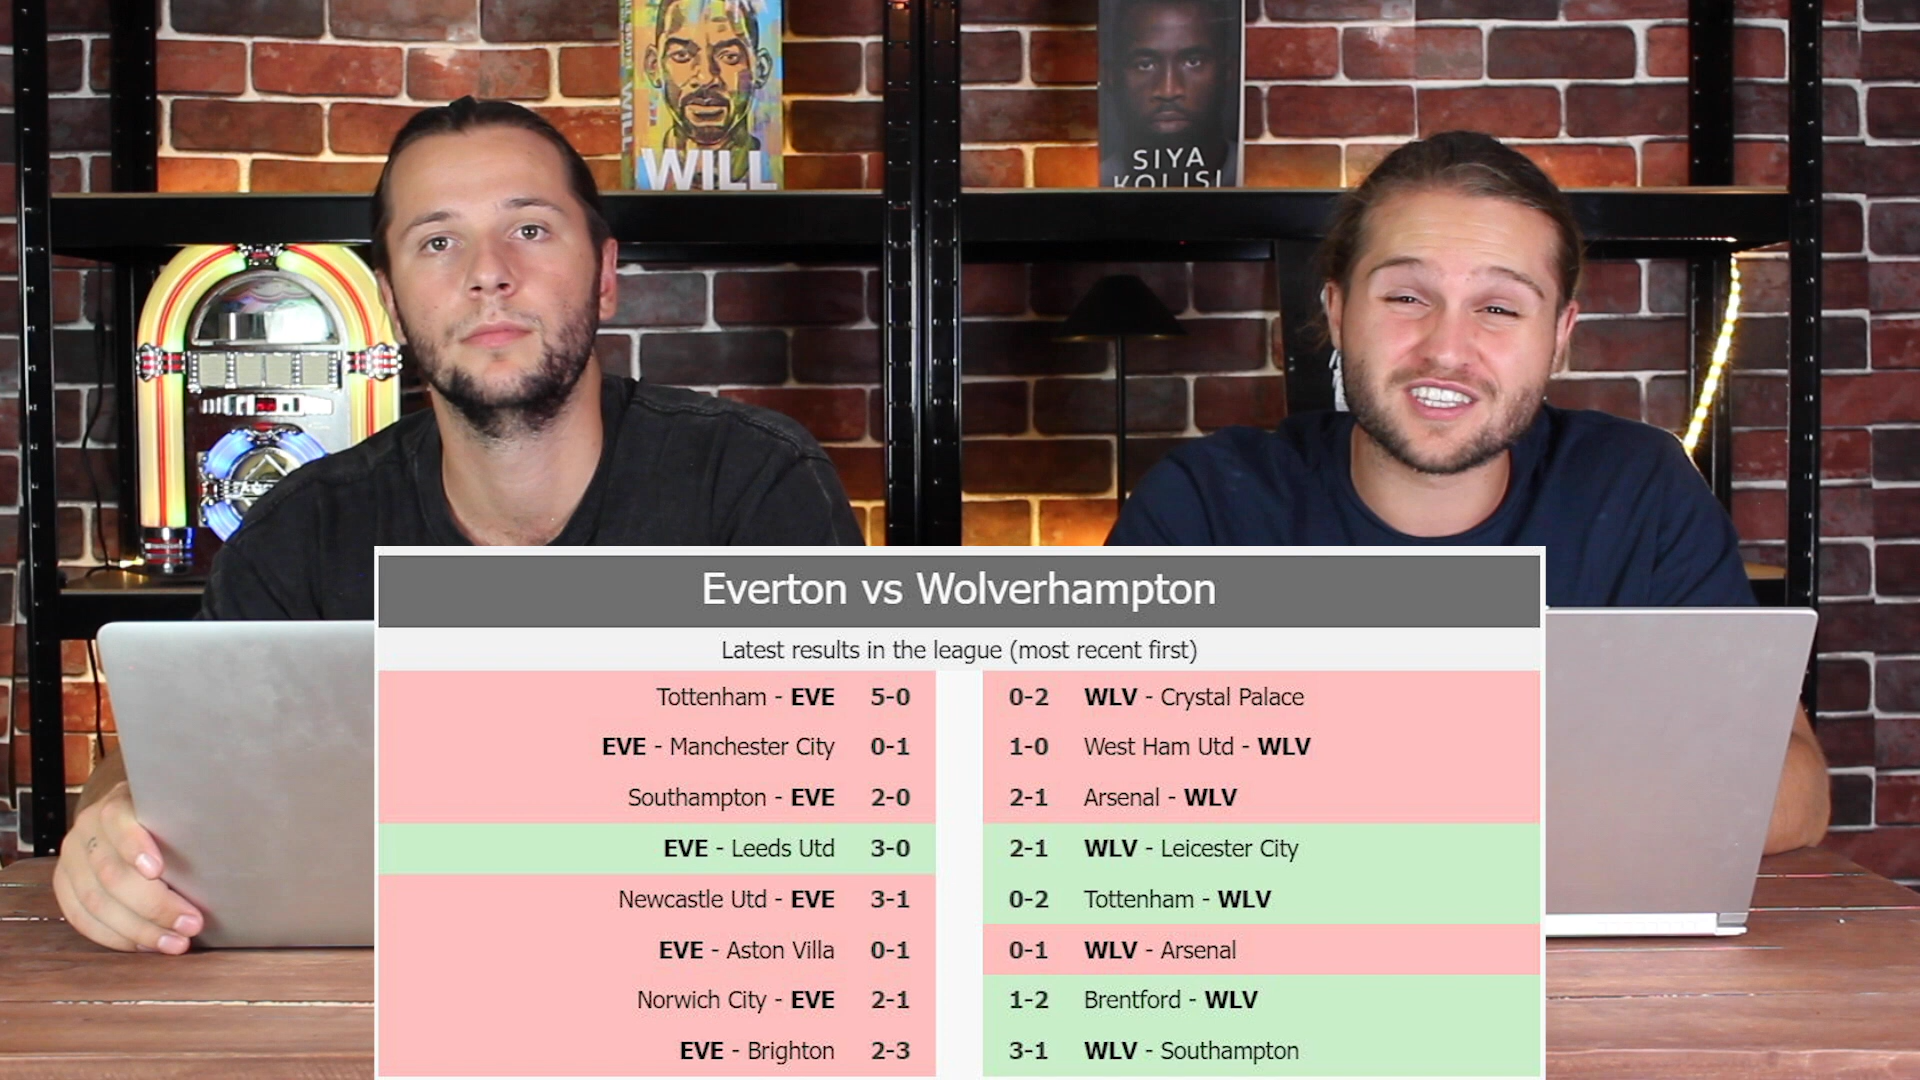 WILL
WILL
SIYA
KOLISI
Everton vs Wolverhampton
Latest results in the league (most recent first)
Tottenham - EVE 5-0 0-2 WLV - Crystal Palace
EVE - Manchester City 0-1 1-0 West Ham Utd - WLV
Southampton - EVE 2-0 2-1 Arsenal - WLV
EVE - Leeds Utd 3-0 2-1 WLV - Leicester City
Newcastle Utd - EVE 3-1 0-2 Tottenham - WLV
EVE - Aston Villa 0-1 0-1 WLV - Arsenal
Norwich City - EVE 2-1 1-2 Brentford - WLV
EVE - Brighton 2-3 3-1 WLV - Southampton